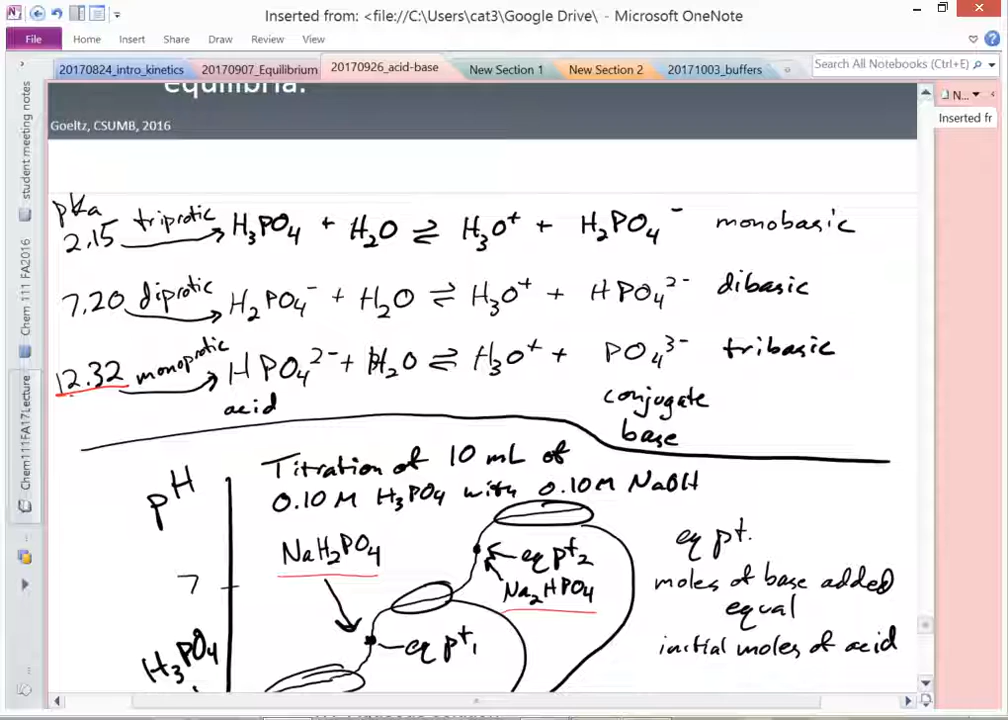 Inserted from: <file://C:\Users\cat3\Google Drive\ - Microsoft OneNote
File Home Insert Share Draw Review View
20170824_intro_kinetics 20170907_Equilibrium 20170926_acid-base New Section 1 New Section 2 20171003_buffers Search All Notebooks (Ctrl+E)
student meeting notes
Chem 111 FA2016
Chem111FA17Lecture
N...
Inserted fr
equilibria.
Goeltz, CSUMB, 2016
pKa
2.15 triprotic H₃PO₄ + H₂O ⇌ H₃O⁺ + H₂PO₄⁻ monobasic
7.20 diprotic H₂PO₄⁻ + H₂O ⇌ H₃O⁺ + HPO₄²⁻ dibasic
12.32 monoprotic HPO₄²⁻ + H₂O ⇌ H₃O⁺ + PO₄³⁻ tribasic
acid conjugate
base
Titration of 10 mL of
0.10 M H₃PO₄ with 0.10M NaOH
pH
NaH₂PO₄
eq pt₂
Na₂HPO₄
7
eq pt₁
H₃PO₄
eq pt.
moles of base added
equal
initial moles of acid